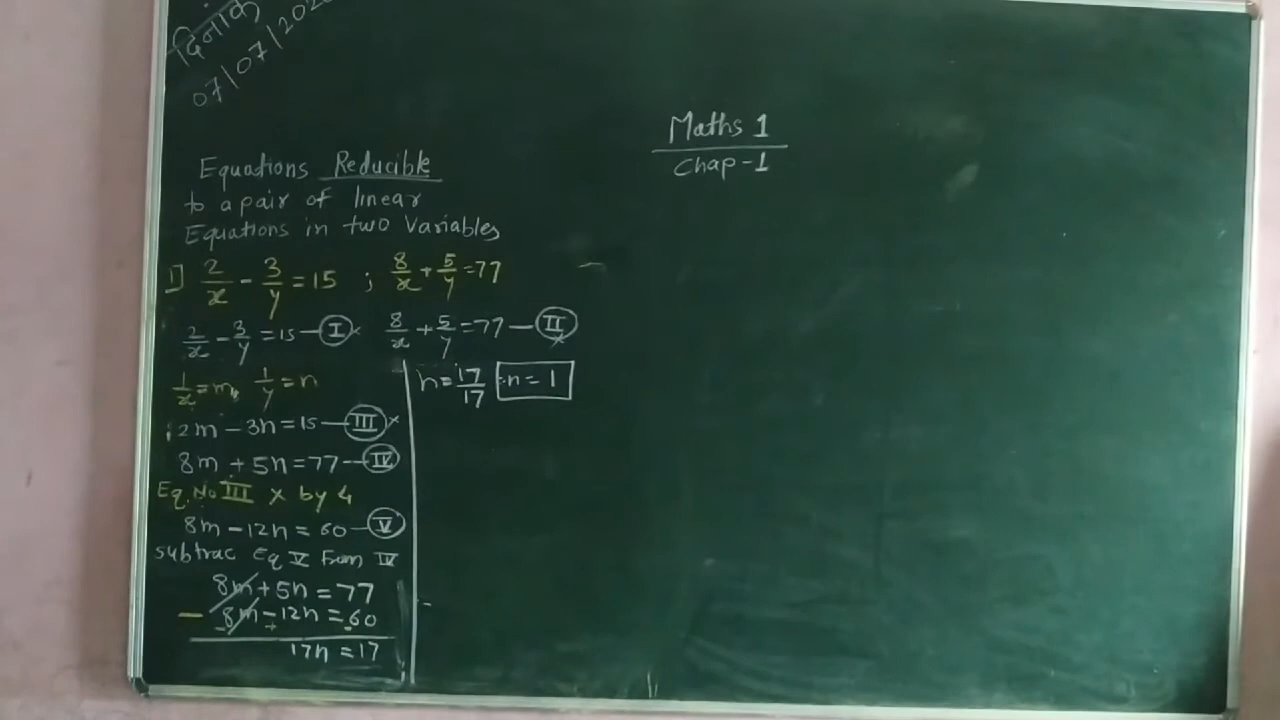 दिनांक
07/07/202
Maths 1
Chap-1
Equations Reducible
to a pair of linear
Equations in two Variables
1] 2/x - 3/y = 15 ; 8/x + 5/y = 77
2/x - 3/y = 15 — I 8/x + 5/y = 77 — II
1/x = m, 1/y = n
2m - 3n = 15 — III
8m + 5n = 77 — IV
Eq. No III x by 4
8m - 12n = 60 — V
subtrac Eq V From IV
8m + 5n = 77
- 8m - 12n = 60
- + -
17n = 17
n = 17/17 n = 1